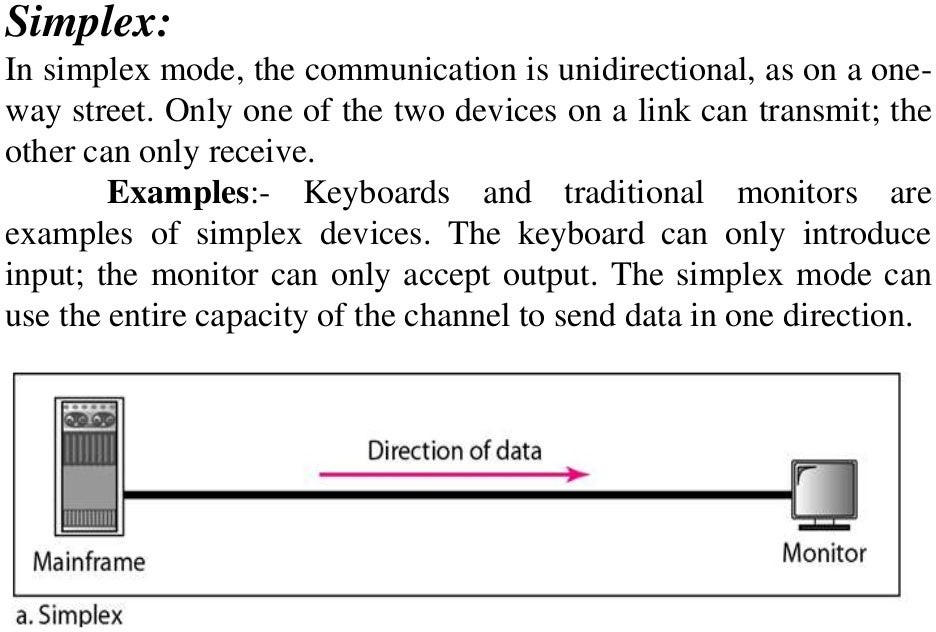 Simplex:
In simplex mode, the communication is unidirectional, as on a one-
way street. Only one of the two devices on a link can transmit; the
other can only receive.
Examples:- Keyboards and traditional monitors are
examples of simplex devices. The keyboard can only introduce
input; the monitor can only accept output. The simplex mode can
use the entire capacity of the channel to send data in one direction.
Direction of data
Mainframe
Monitor
a. Simplex